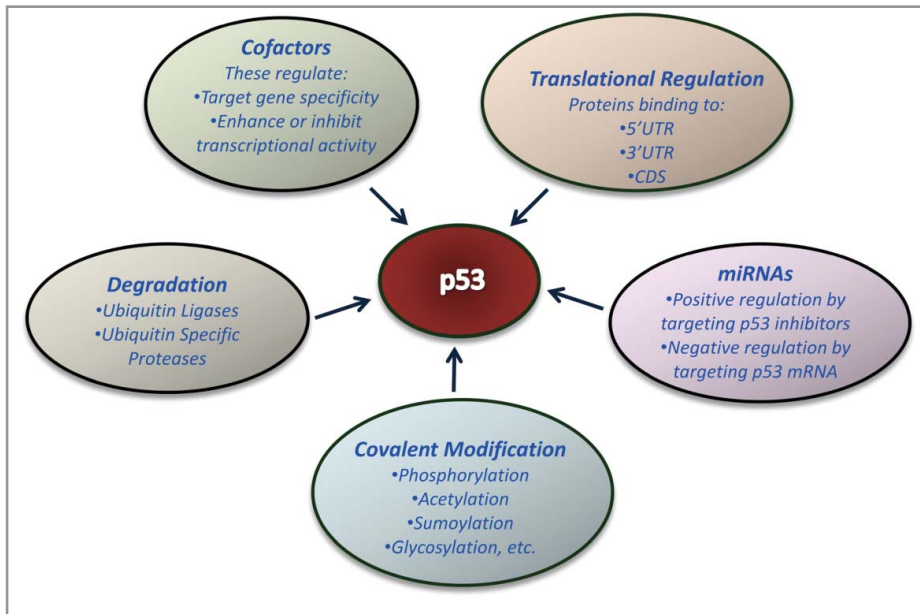 Cofactors
These regulate:
•Target gene specificity
•Enhance or inhibit
transcriptional activity
Translational Regulation
Proteins binding to:
•5’UTR
•3’UTR
•CDS
p53
Degradation
•Ubiquitin Ligases
•Ubiquitin Specific
Proteases
miRNAs
•Positive regulation by
targeting p53 inhibitors
•Negative regulation by
targeting p53 mRNA
Covalent Modification
•Phosphorylation
•Acetylation
•Sumoylation
•Glycosylation, etc.